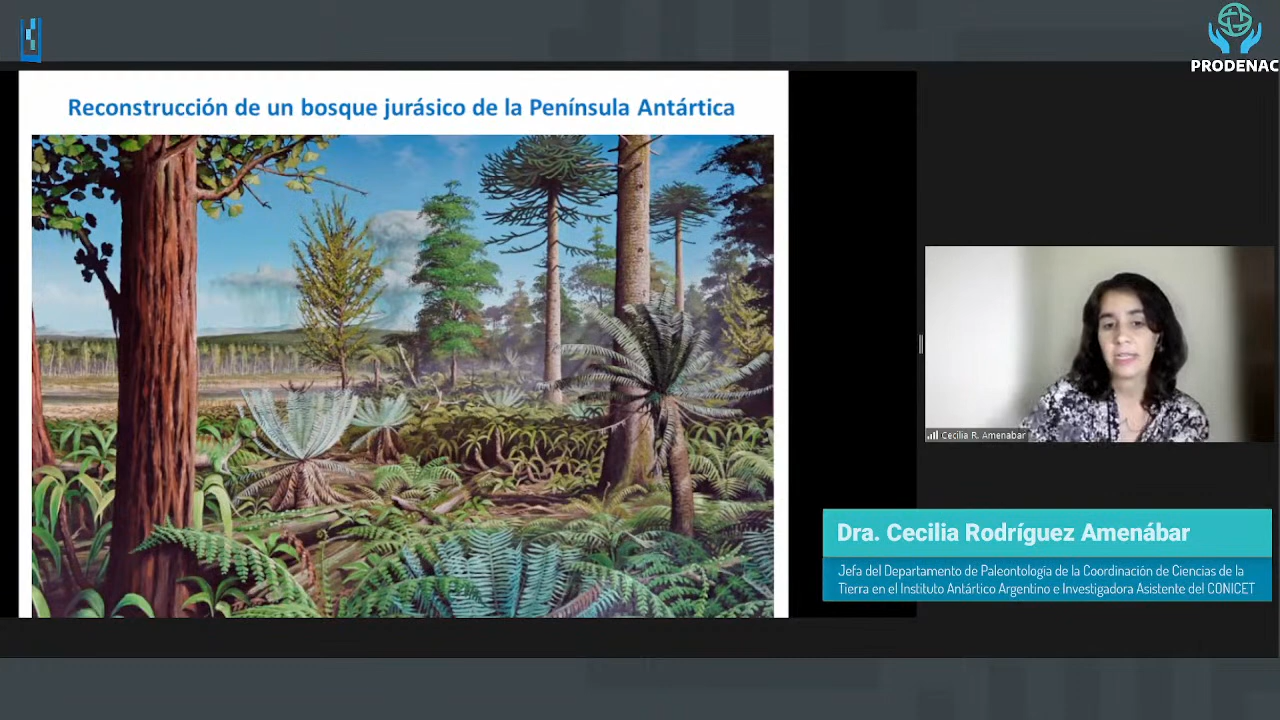 PRODENAC
Reconstrucción de un bosque jurásico de la Península Antártica
Cecilia R. Amenabar
Dra. Cecilia Rodríguez Amenábar
Jefa del Departamento de Paleontología de la Coordinación de Ciencias de la
Tierra en el Instituto Antártico Argentino e Investigadora Asistente del CONICET